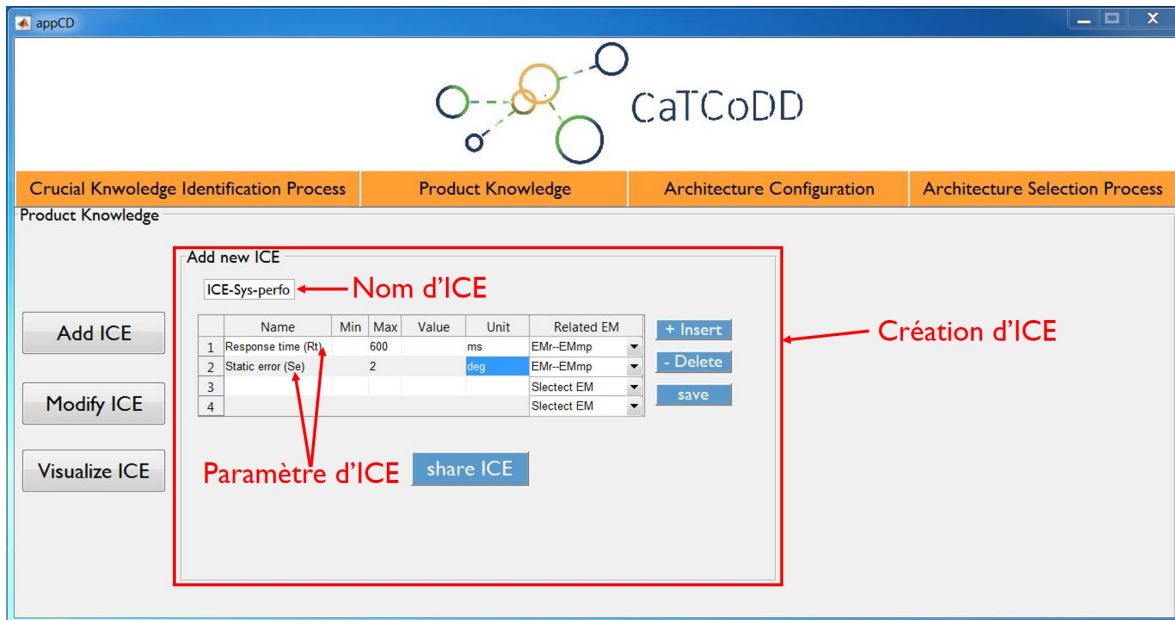 appCD
CaTCoDD
Crucial Knwoledge Identification Process Product Knowledge Architecture Configuration Architecture Selection Process
Product Knowledge
Add new ICE
ICE-Sys-perfo Nom d'ICE
Name Min Max Value Unit Related EM + Insert
1 Response time (Rt) 600 ms EMr--EMmp
2 Static error (Se) 2 deg EMr--EMmp - Delete
3 Slectect EM
4 Slectect EM
save
Création d'ICE
Add ICE
Modify ICE
Visualize ICE
Paramètre d'ICE share ICE